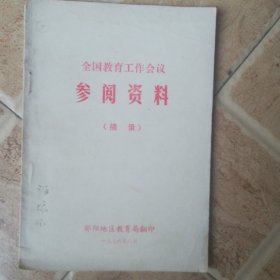 全国教育工作会议
参阅资料
（摘录）
郧阳地区教育局翻印